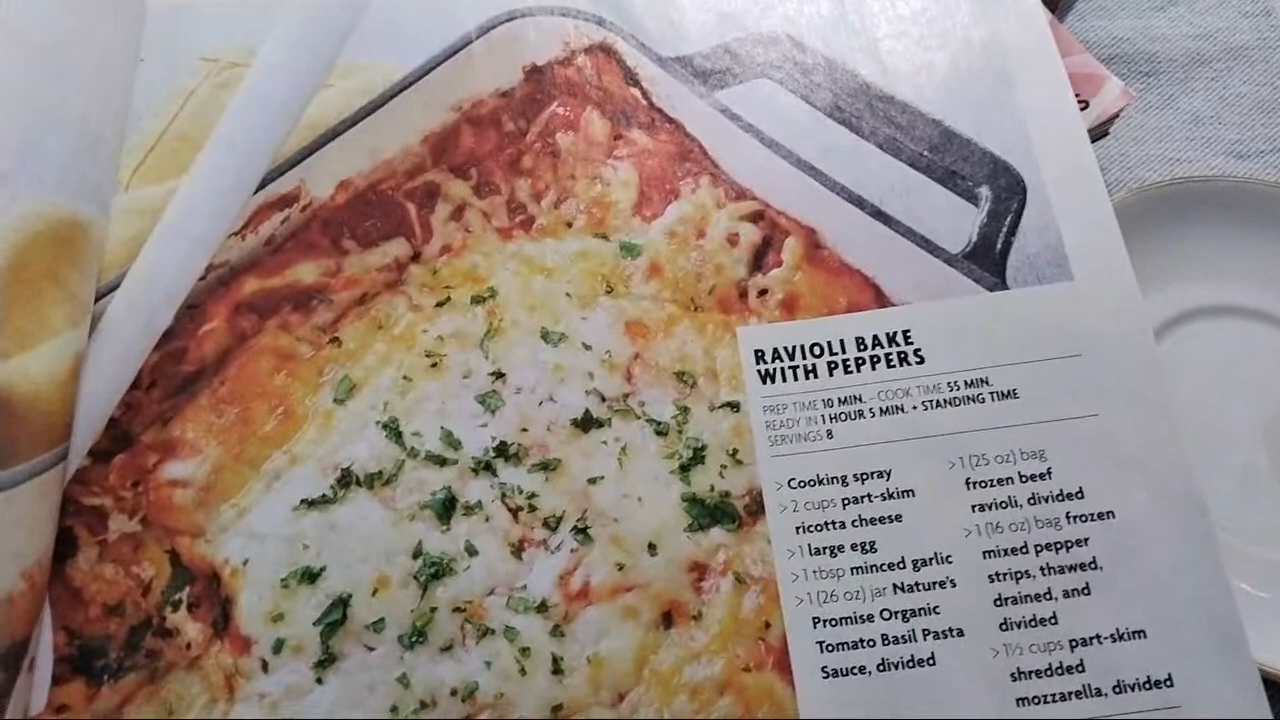 RAVIOLI BAKE
WITH PEPPERS
PREP TIME 10 MIN. – COOK TIME 55 MIN.
READY IN 1 HOUR 5 MIN. + STANDING TIME
SERVINGS 8
> Cooking spray
> 2 cups part-skim
ricotta cheese
> 1 large egg
> 1 tbsp minced garlic
> 1 (26 oz) jar Nature's
Promise Organic
Tomato Basil Pasta
Sauce, divided
> 1 (25 oz) bag
frozen beef
ravioli, divided
> 1 (16 oz) bag frozen
mixed pepper
strips, thawed,
drained, and
divided
> 1½ cups part-skim
shredded
mozzarella, divided